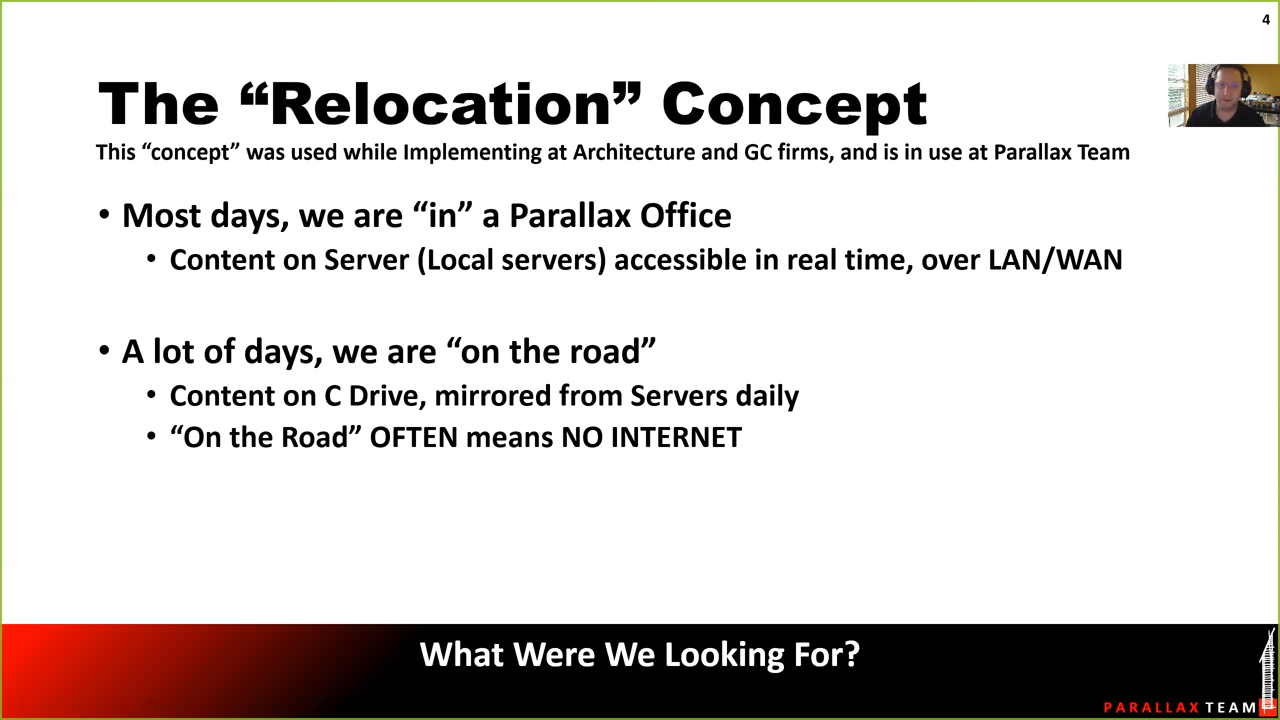 4
The “Relocation” Concept
This “concept” was used while Implementing at Architecture and GC firms, and is in use at Parallax Team
• Most days, we are “in” a Parallax Office
• Content on Server (Local servers) accessible in real time, over LAN/WAN
• A lot of days, we are “on the road”
• Content on C Drive, mirrored from Servers daily
• “On the Road” OFTEN means NO INTERNET
What Were We Looking For?
PARALLAX TEAM